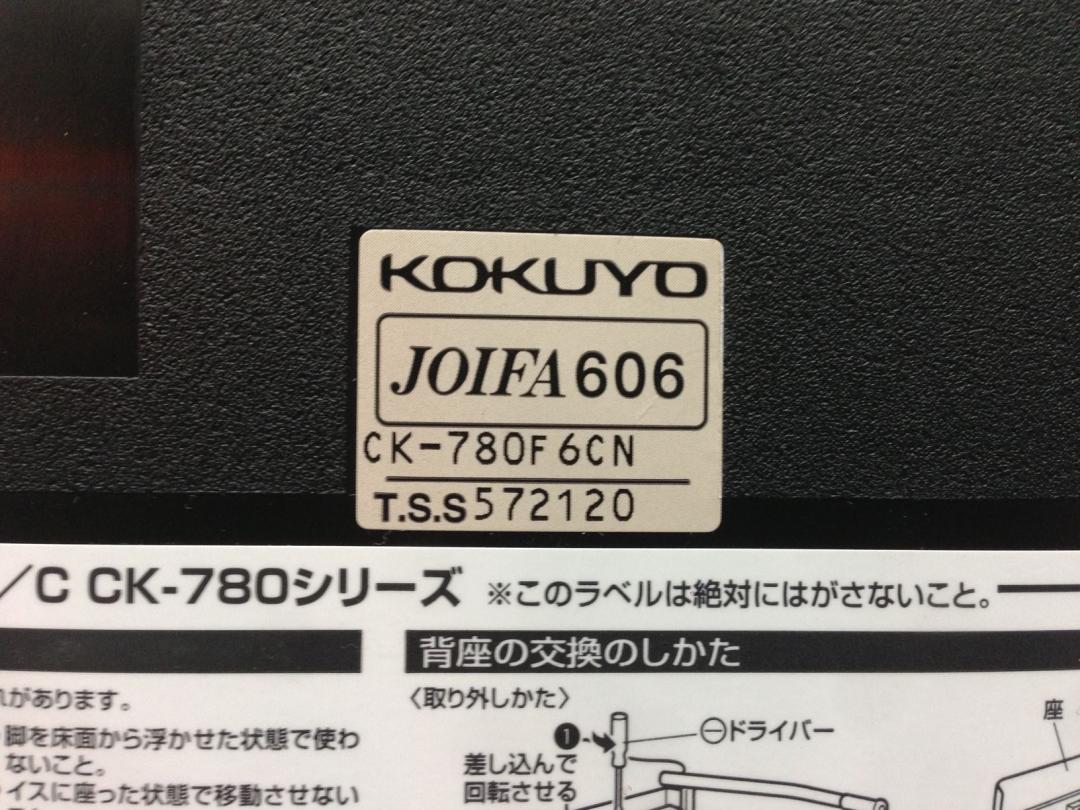 KOKUYO
JOIFA 606
CK-780F6CN
T.S.S 572120
/C CK-780シリーズ ※このラベルは絶対にはがさないこと。
背座の交換のしかた
があります。
脚を床面から浮かせた状態で使わ
ないこと。
イスに座った状態で移動させない
〈取り外しかた〉
❶
⊖ドライバー
差し込んで
回転させる
座